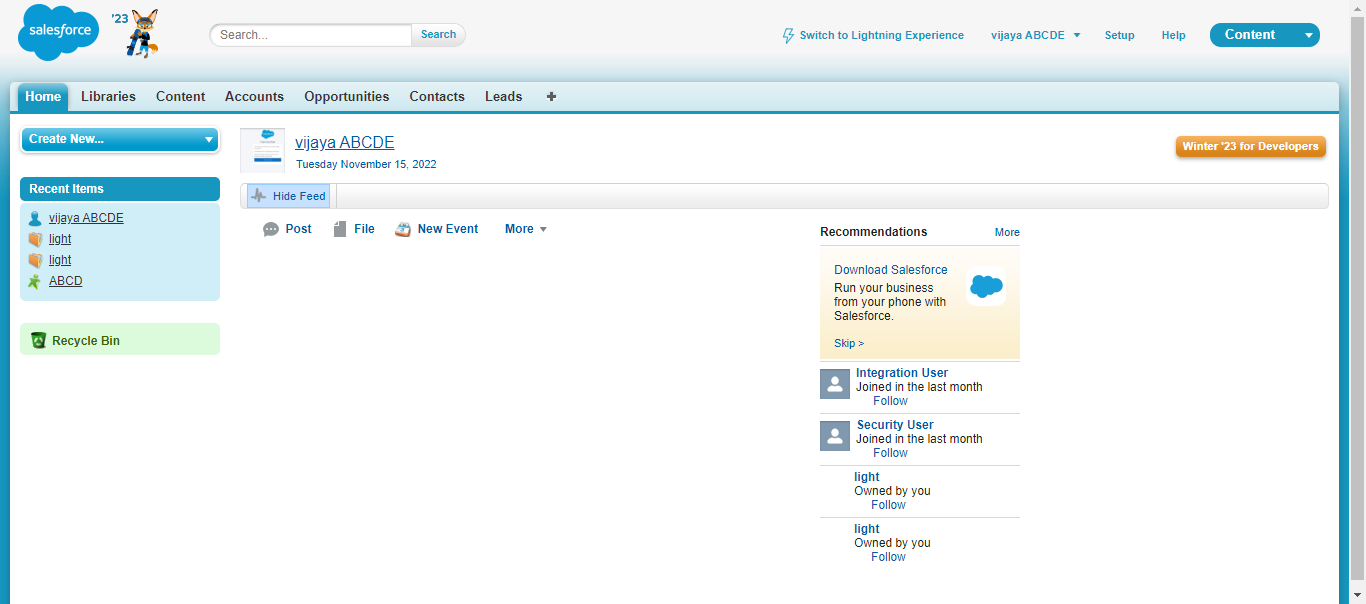 salesforce
'23
Search...
Search
Switch to Lightning Experience
vijaya ABCDE
Setup
Help
Content
Home
Libraries
Content
Accounts
Opportunities
Contacts
Leads
+
Create New...
Recent Items
vijaya ABCDE
light
light
ABCD
Recycle Bin
vijaya ABCDE
Tuesday November 15, 2022
Winter '23 for Developers
Hide Feed
Post
File
New Event
More
Recommendations
More
Download Salesforce
Run your business
from your phone with
Salesforce.
Skip >
Integration User
Joined in the last month
Follow
Security User
Joined in the last month
Follow
light
Owned by you
Follow
light
Owned by you
Follow